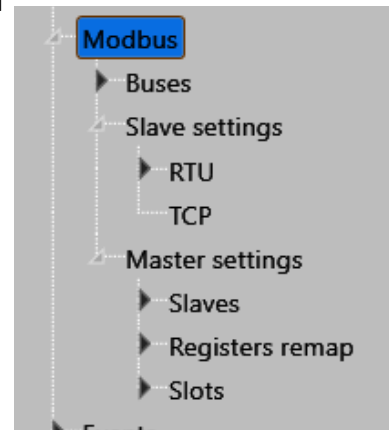 Modbus
Buses
Slave settings
RTU
TCP
Master settings
Slaves
Registers remap
Slots